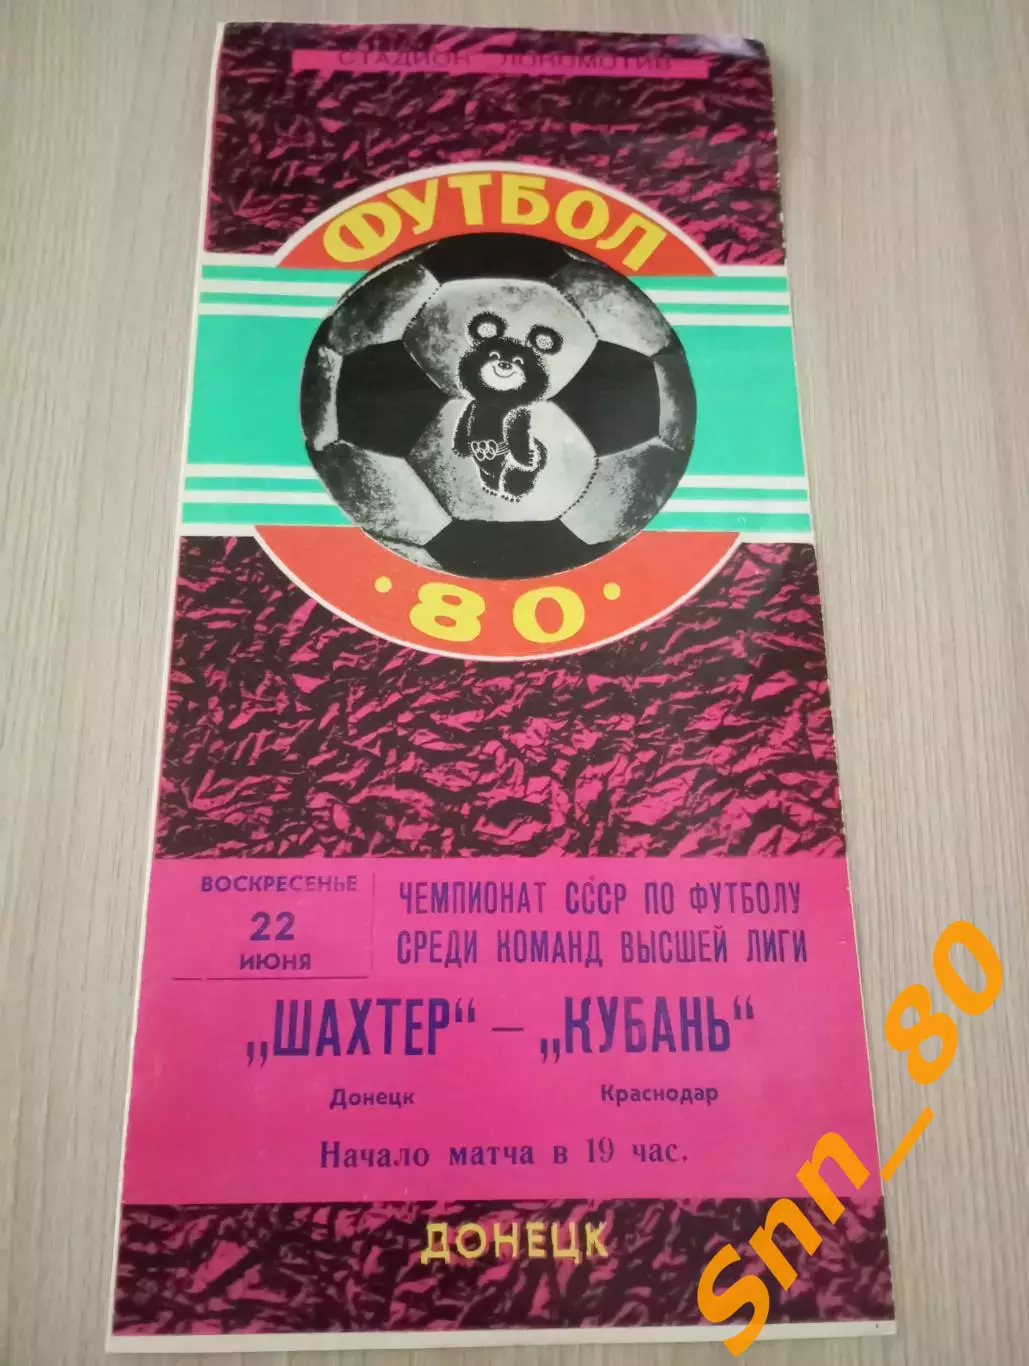 СТАДИОН ЛОКОМОТИВ
ФУТБОЛ
·80·
ВОСКРЕСЕНЬЕ
22
ИЮНЯ
ЧЕМПИОНАТ СССР ПО ФУТБОЛУ
СРЕДИ КОМАНД ВЫСШЕЙ ЛИГИ
„ШАХТЕР“ – „КУБАНЬ“
Донецк Краснодар
Начало матча в 19 час.
ДОНЕЦК
snn_80